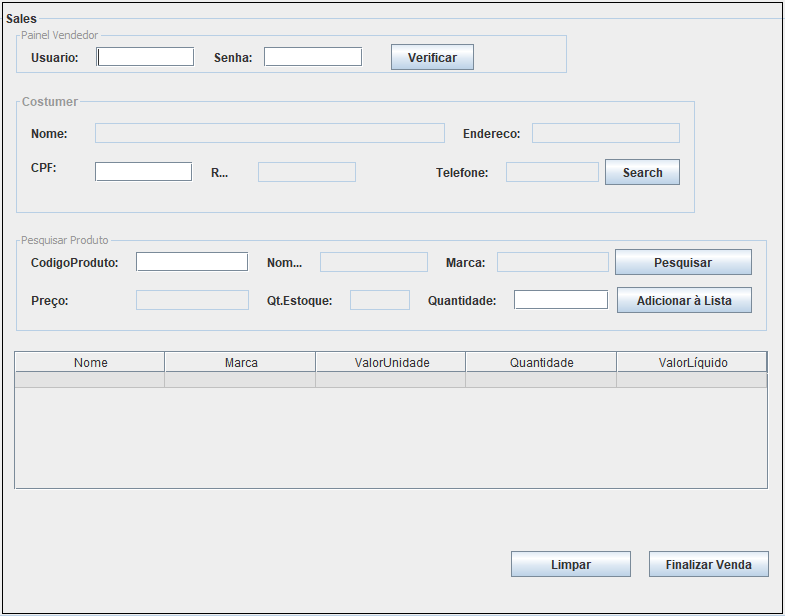 Sales
Painel Vendedor
Usuario: Senha: Verificar
Costumer
Nome: Endereco:
CPF: R... Telefone: Search
Pesquisar Produto
CodigoProduto: Nom... Marca: Pesquisar
Preço: Qt.Estoque: Quantidade: Adicionar à Lista
Nome Marca ValorUnidade Quantidade ValorLíquido
Limpar Finalizar Venda